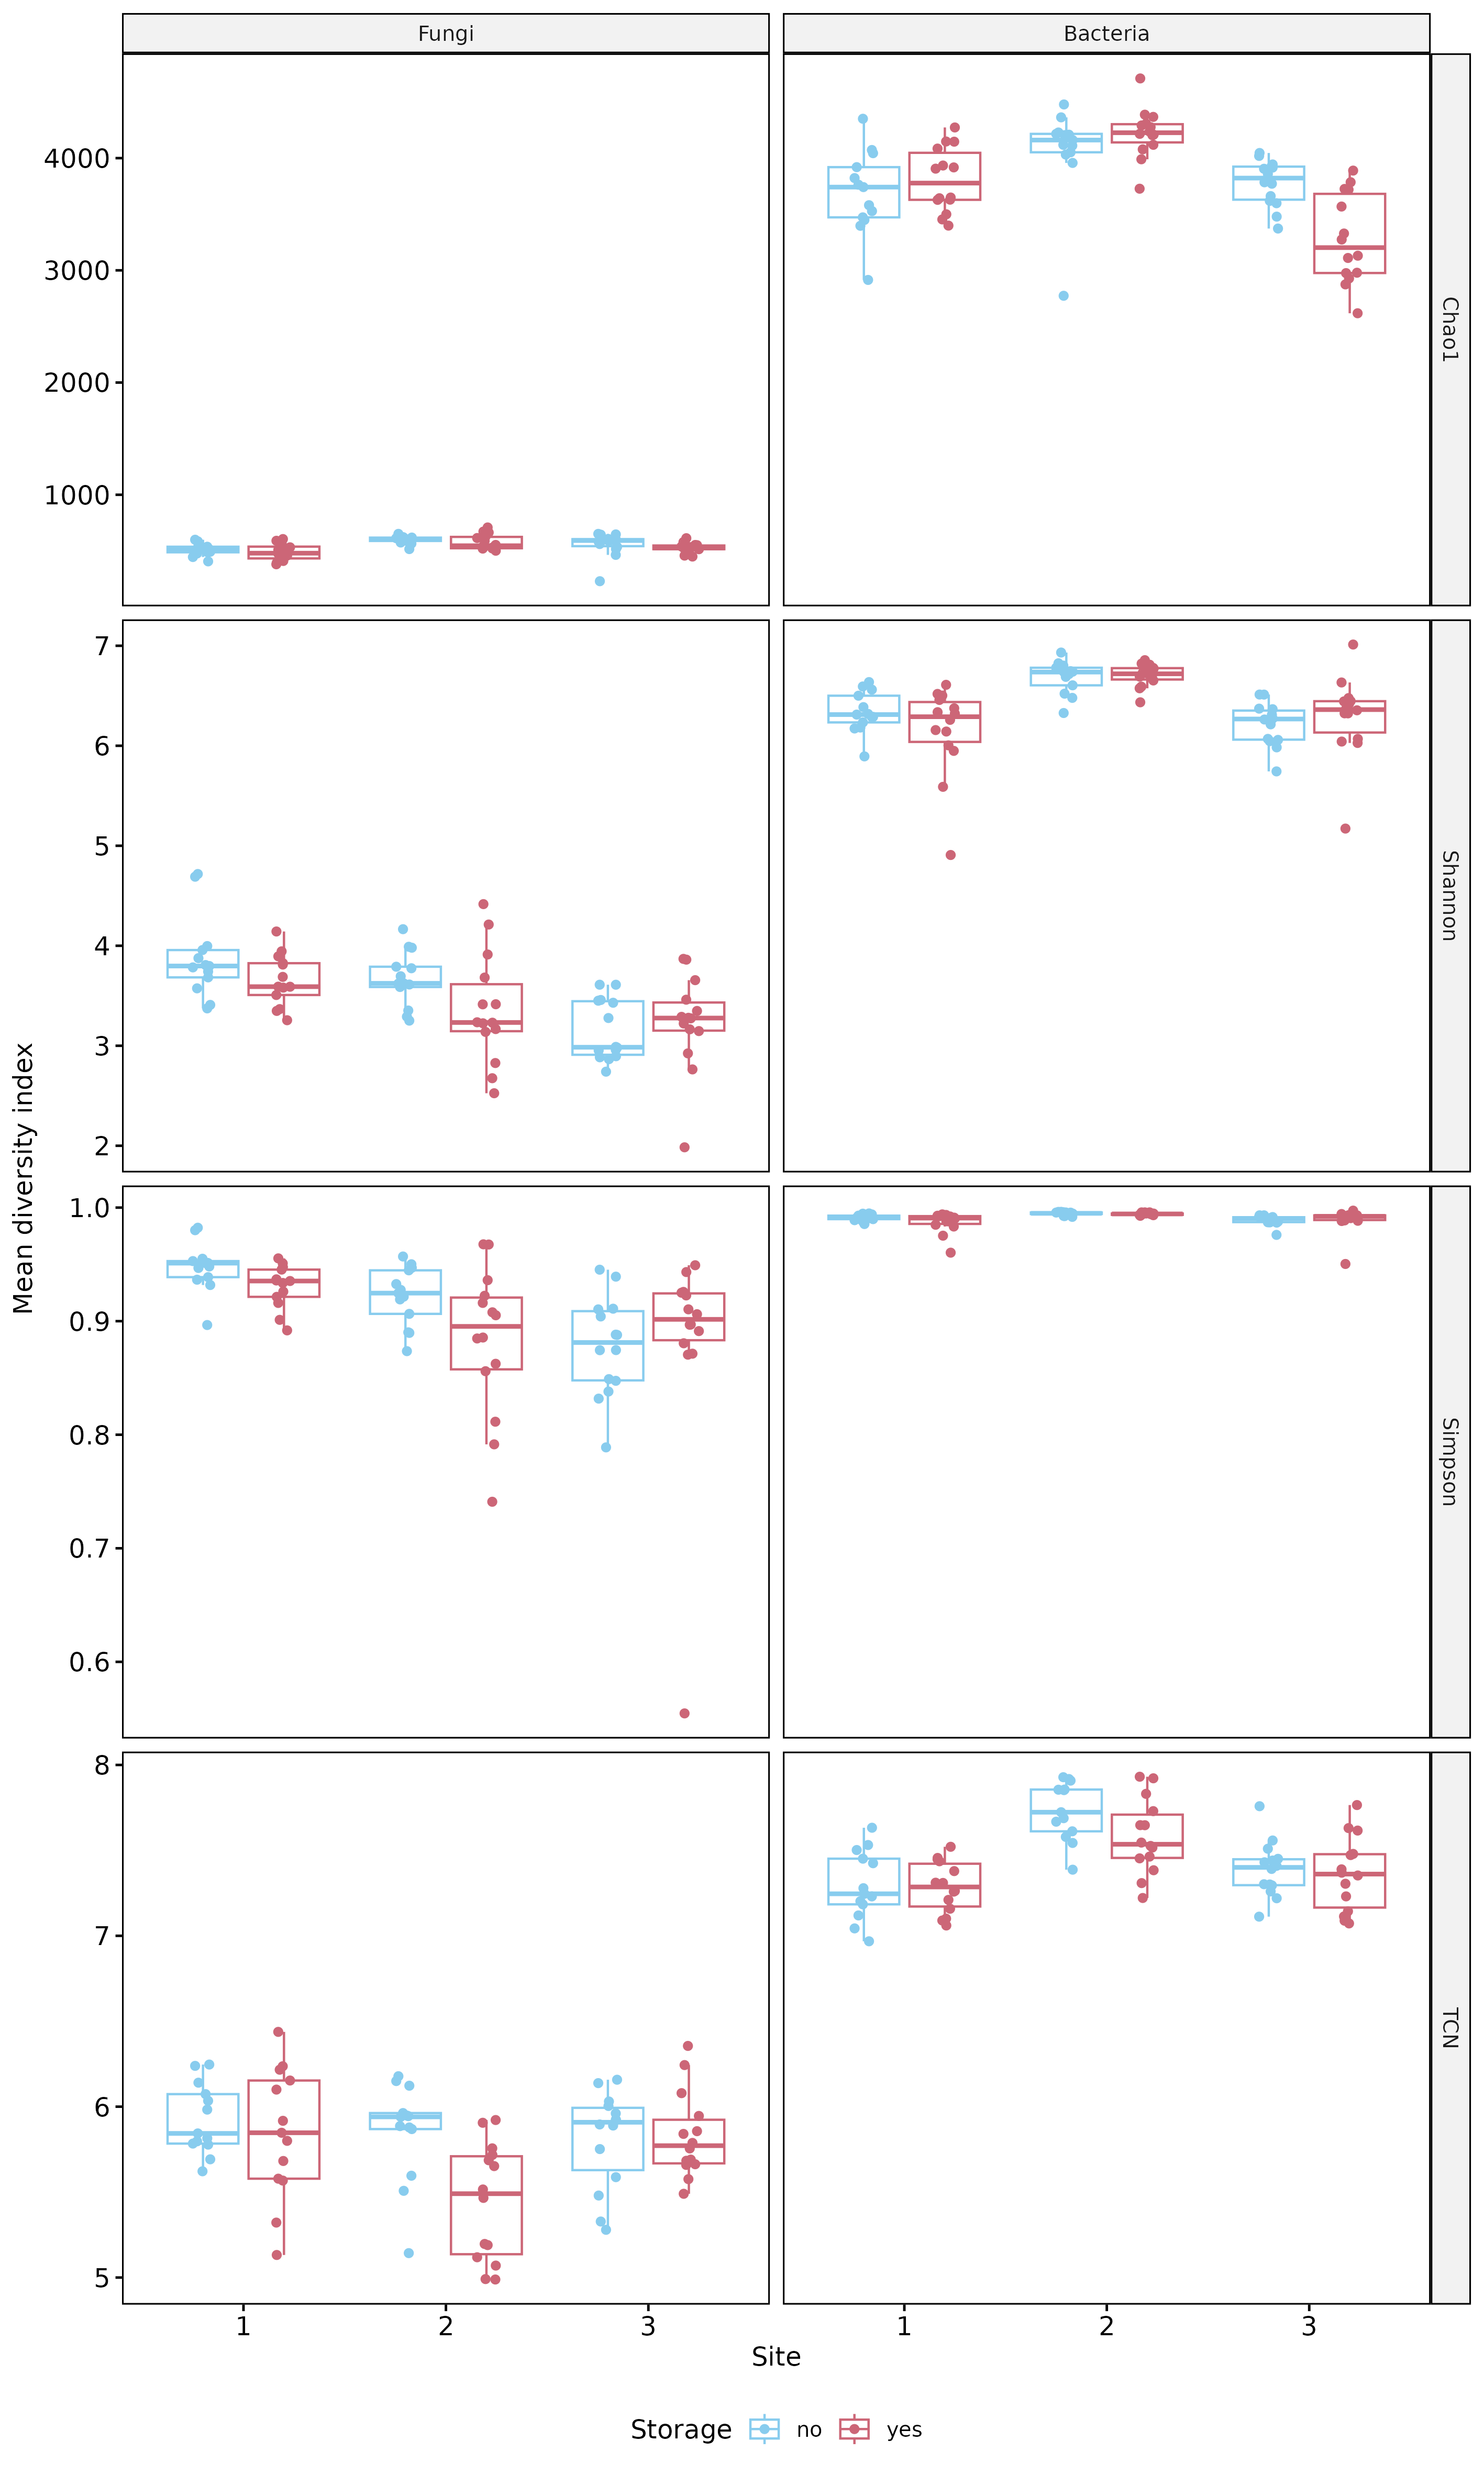 Fungi
Bacteria
4000
3000
2000
1000
Chao1
7
6
5
4
3
2
Shannon
Mean diversity index
1.0
0.9
0.8
0.7
0.6
Simpson
8
7
6
5
TCN
1 2 3 1 2 3
Site
Storage no yes